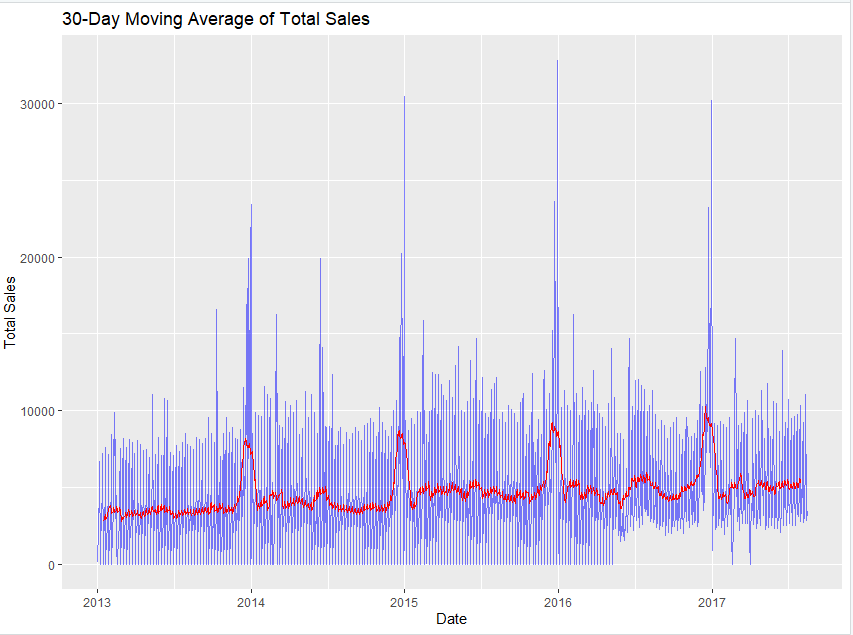 30-Day Moving Average of Total Sales
Total Sales
30000
20000
10000
0
2013 2014 2015 2016 2017
Date